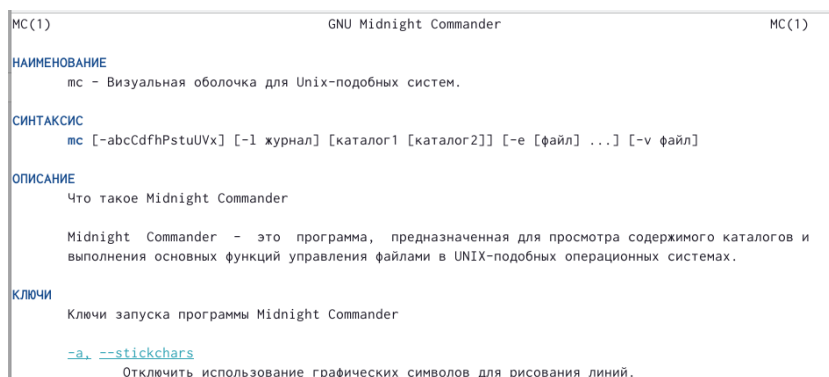 MC(1) GNU Midnight Commander MC(1)
НАИМЕНОВАНИЕ
mc - Визуальная оболочка для Unix-подобных систем.
СИНТАКСИС
mc [-abcCdfhPstuUVx] [-l журнал] [каталог1 [каталог2]] [-e [файл] ...] [-v файл]
ОПИСАНИЕ
Что такое Midnight Commander
Midnight Commander - это программа, предназначенная для просмотра содержимого каталогов и
выполнения основных функций управления файлами в UNIX-подобных операционных системах.
КЛЮЧИ
Ключи запуска программы Midnight Commander
-a, --stickchars
Отключить использование графических символов для рисования линий.